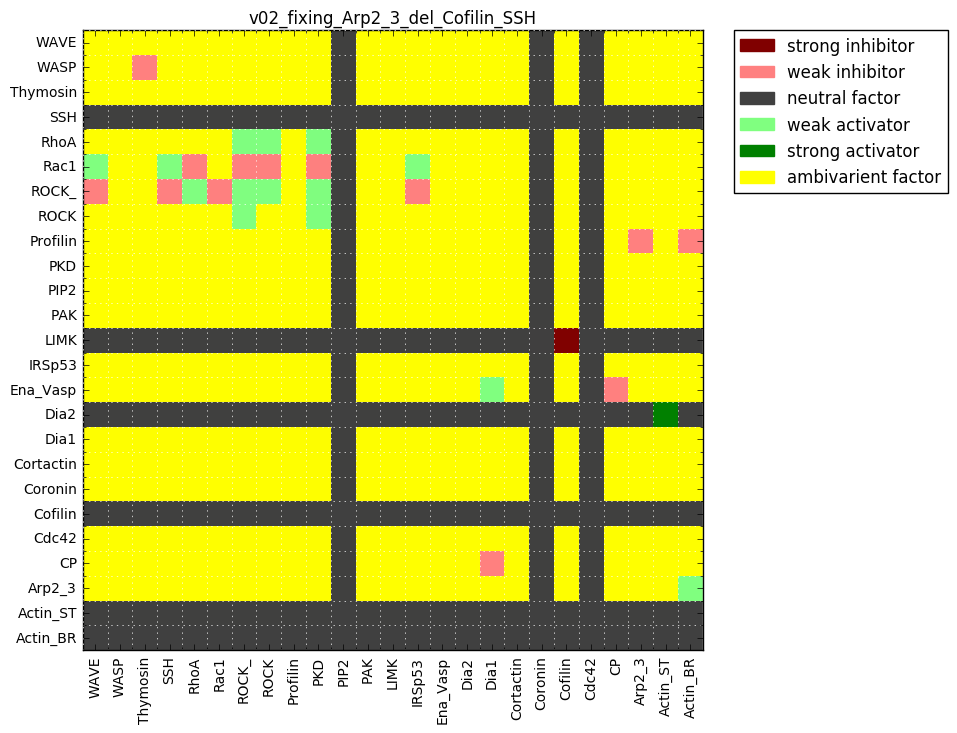 v02_fixing_Arp2_3_del_Cofilin_SSH
strong inhibitor
weak inhibitor
neutral factor
weak activator
strong activator
ambivarient factor
WAVE
WASP
Thymosin
SSH
RhoA
Rac1
ROCK_
ROCK
Profilin
PKD
PIP2
PAK
LIMK
IRSp53
Ena_Vasp
Dia2
Dia1
Cortactin
Coronin
Cofilin
Cdc42
CP
Arp2_3
Actin_ST
Actin_BR
WAVE
WASP
Thymosin
SSH
RhoA
Rac1
ROCK_
ROCK
Profilin
PKD
PIP2
PAK
LIMK
IRSp53
Ena_Vasp
Dia2
Dia1
Cortactin
Coronin
Cofilin
Cdc42
CP
Arp2_3
Actin_ST
Actin_BR